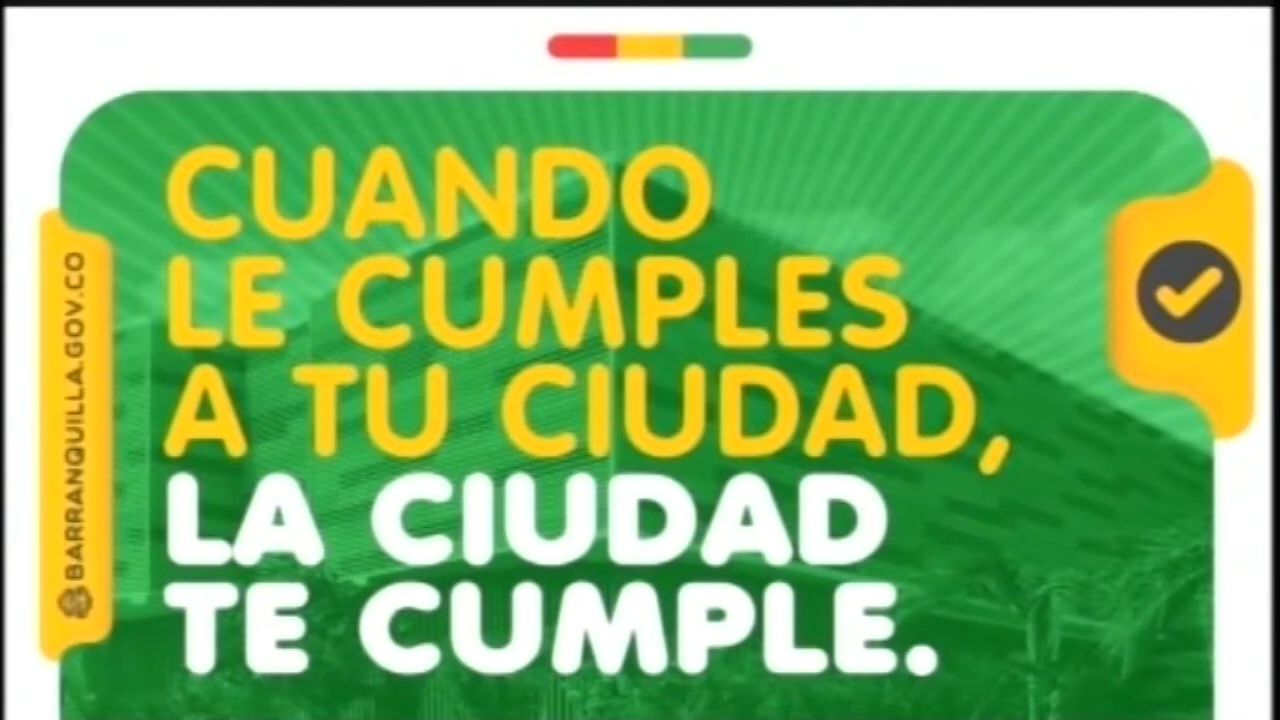 CUANDO
LE CUMPLES
A TU CIUDAD,
LA CIUDAD
TE CUMPLE.
BARRANQUILLA.GOV.CO